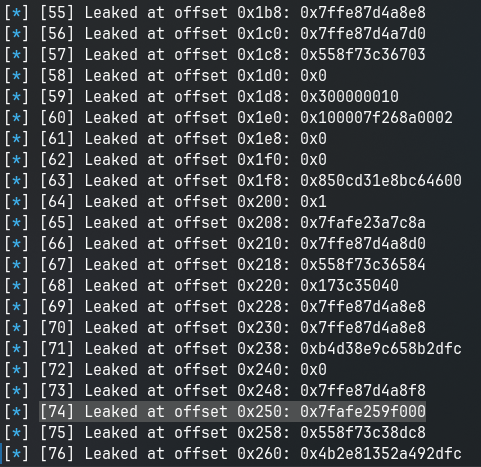 [*] [55] Leaked at offset 0x1b8: 0x7ffe87d4a8e8
[*] [56] Leaked at offset 0x1c0: 0x7ffe87d4a7d0
[*] [57] Leaked at offset 0x1c8: 0x558f73c36703
[*] [58] Leaked at offset 0x1d0: 0x0
[*] [59] Leaked at offset 0x1d8: 0x300000010
[*] [60] Leaked at offset 0x1e0: 0x100007f268a0002
[*] [61] Leaked at offset 0x1e8: 0x0
[*] [62] Leaked at offset 0x1f0: 0x0
[*] [63] Leaked at offset 0x1f8: 0x850cd31e8bc64600
[*] [64] Leaked at offset 0x200: 0x1
[*] [65] Leaked at offset 0x208: 0x7fafe23a7c8a
[*] [66] Leaked at offset 0x210: 0x7ffe87d4a8d0
[*] [67] Leaked at offset 0x218: 0x558f73c36584
[*] [68] Leaked at offset 0x220: 0x173c35040
[*] [69] Leaked at offset 0x228: 0x7ffe87d4a8e8
[*] [70] Leaked at offset 0x230: 0x7ffe87d4a8e8
[*] [71] Leaked at offset 0x238: 0xb4d38e9c658b2dfc
[*] [72] Leaked at offset 0x240: 0x0
[*] [73] Leaked at offset 0x248: 0x7ffe87d4a8f8
[*] [74] Leaked at offset 0x250: 0x7fafe259f000
[*] [75] Leaked at offset 0x258: 0x558f73c38dc8
[*] [76] Leaked at offset 0x260: 0x4b2e81352a492dfc